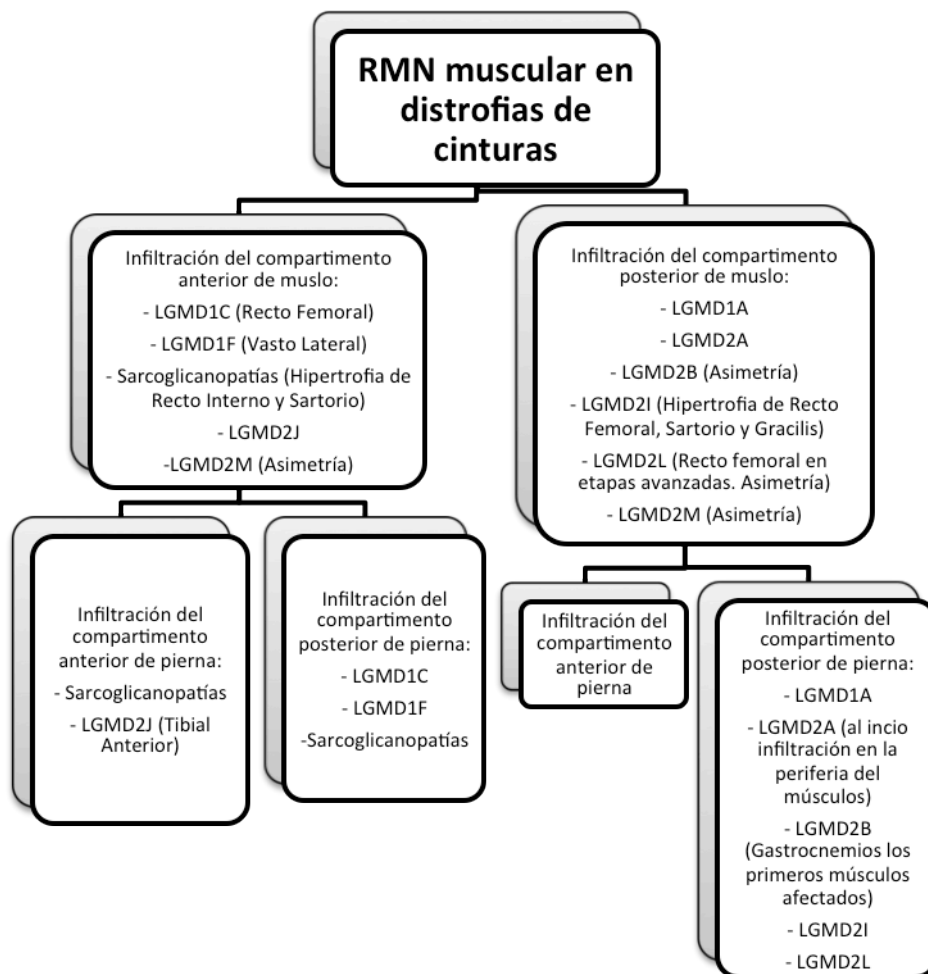 RMN muscular en
distrofias de
cinturas
Infiltración del compartimento
anterior de muslo:
- LGMD1C (Recto Femoral)
- LGMD1F (Vasto Lateral)
- Sarcoglicanopatías (Hipertrofia de
Recto Interno y Sartorio)
- LGMD2J
-LGMD2M (Asimetría)
Infiltración del compartimento
posterior de muslo:
- LGMD1A
- LGMD2A
- LGMD2B (Asimetría)
- LGMD2I (Hipertrofia de Recto
Femoral, Sartorio y Gracilis)
- LGMD2L (Recto femoral en
etapas avanzadas. Asimetría)
- LGMD2M (Asimetría)
Infiltración del
compartimento
anterior de pierna:
- Sarcoglicanopatías
- LGMD2J (Tibial
Anterior)
Infiltración del
compartimento
posterior de pierna:
- LGMD1C
- LGMD1F
-Sarcoglicanopatías
Infiltración del
compartimento
anterior de
pierna
Infiltración del
compartimento
posterior de pierna:
- LGMD1A
- LGMD2A (al incio
infiltración en la
periferia del
músculos)
- LGMD2B
(Gastrocnemios los
primeros músculos
afectados)
- LGMD2I
- LGMD2L